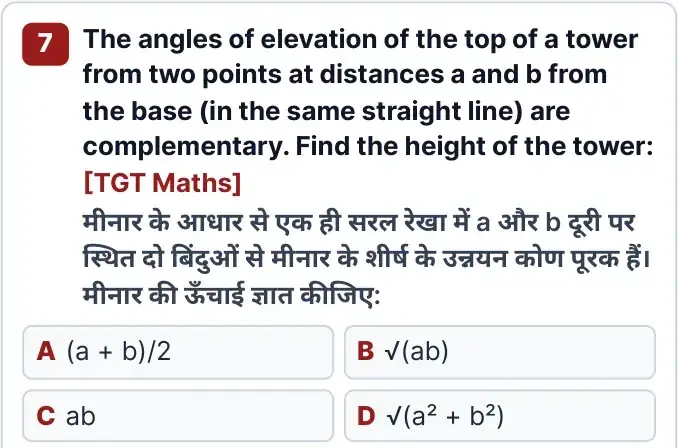 7 The angles of elevation of the top of a tower
from two points at distances a and b from
the base (in the same straight line) are
complementary. Find the height of the tower:
[TGT Maths]
मीनार के आधार से एक ही सरल रेखा में a और b दूरी पर
स्थित दो बिंदुओं से मीनार के शीर्ष के उन्नयन कोण पूरक हैं।
मीनार की ऊँचाई ज्ञात कीजिए:
A (a + b)/2
B √(ab)
C ab
D √(a² + b²)